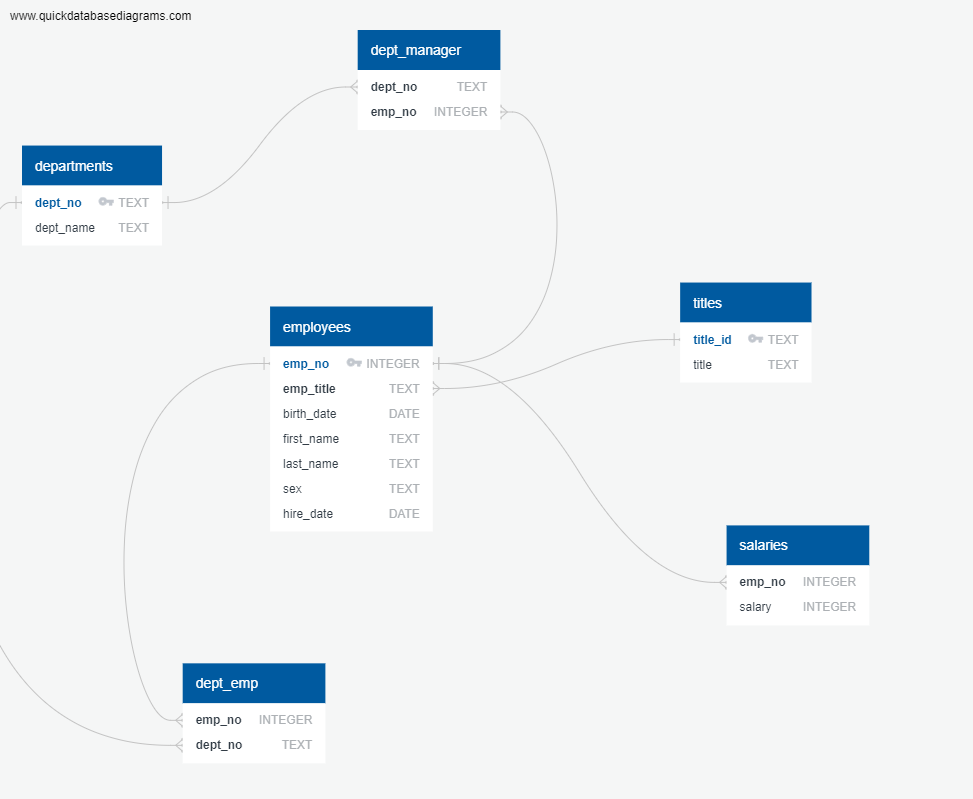 www.quickdatabasediagrams.com
dept_manager
dept_no TEXT
emp_no INTEGER
departments
dept_no TEXT
dept_name TEXT
titles
title_id TEXT
title TEXT
employees
emp_no INTEGER
emp_title TEXT
birth_date DATE
first_name TEXT
last_name TEXT
sex TEXT
hire_date DATE
salaries
emp_no INTEGER
salary INTEGER
dept_emp
emp_no INTEGER
dept_no TEXT